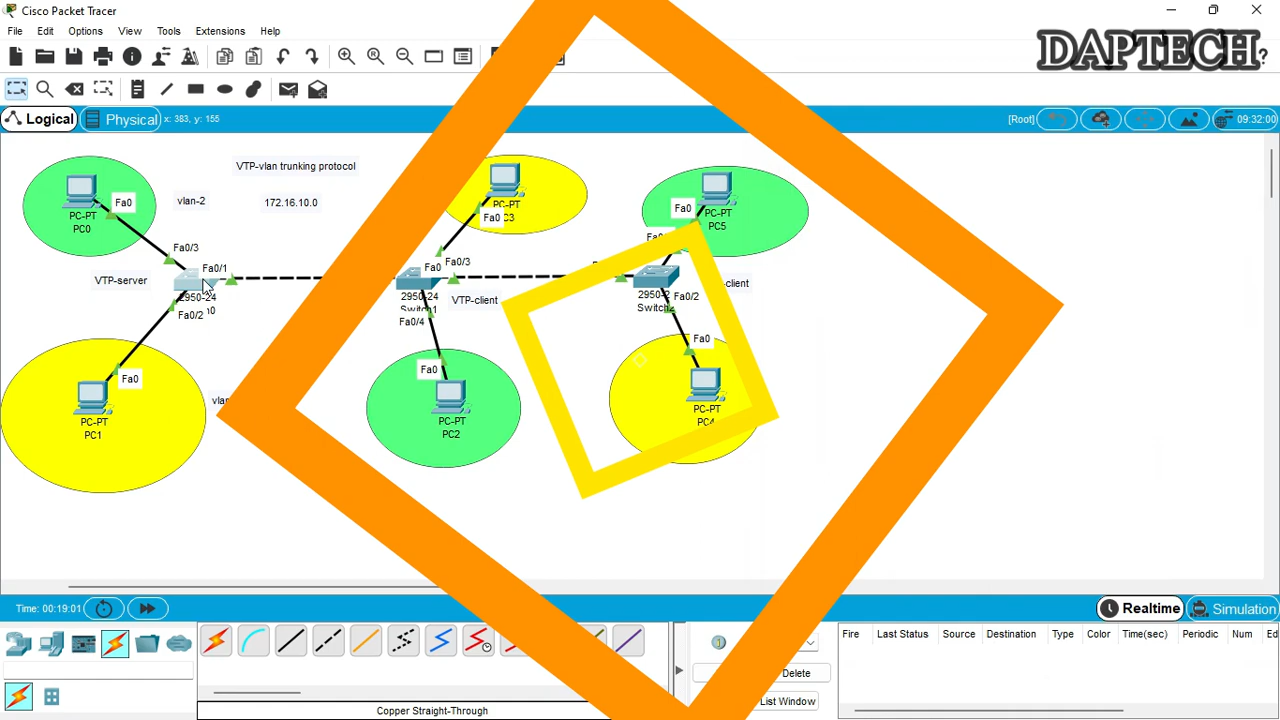 Cisco Packet Tracer
File Edit Options View Tools Extensions Help
DAPTECH
?
Logical
Physical
x: 383, y: 155
[Root]
09:32:00
VTP-vlan trunking protocol
vlan-2
172.16.10.0
Fa0
PC-PT
PC0
Fa0/3
Fa0/1
VTP-server
2950-24
Fa0/2
Fa0
PC-PT
PC1
PC-PT
Fa0
C3
Fa0/3
Fa0
2950-24
Switch1
VTP-client
Fa0/4
Fa0
PC-PT
PC2
Fa0
PC-PT
PC5
Fa0/2
Fa0
PC-PT
Time: 00:19:01
Realtime
Simulation
Fire Last Status Source Destination Type Color Time(sec) Periodic Num Ed
Delete
List Window
Copper Straight-Through